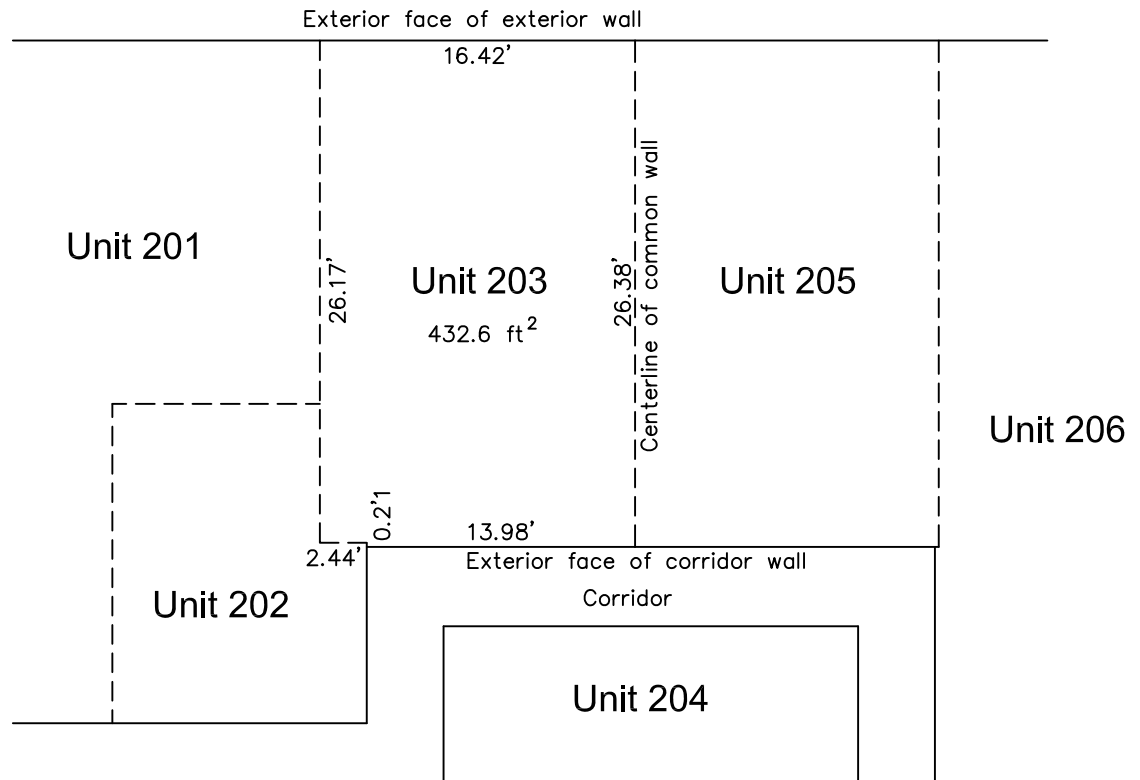 Exterior face of exterior wall
16.42'
Unit 201
26.17'
Unit 203
432.6 ft²
26.38'
Centerline of common wall
Unit 205
Unit 206
0.2'1
13.98'
2.44'
Exterior face of corridor wall
Unit 202
Corridor
Unit 204